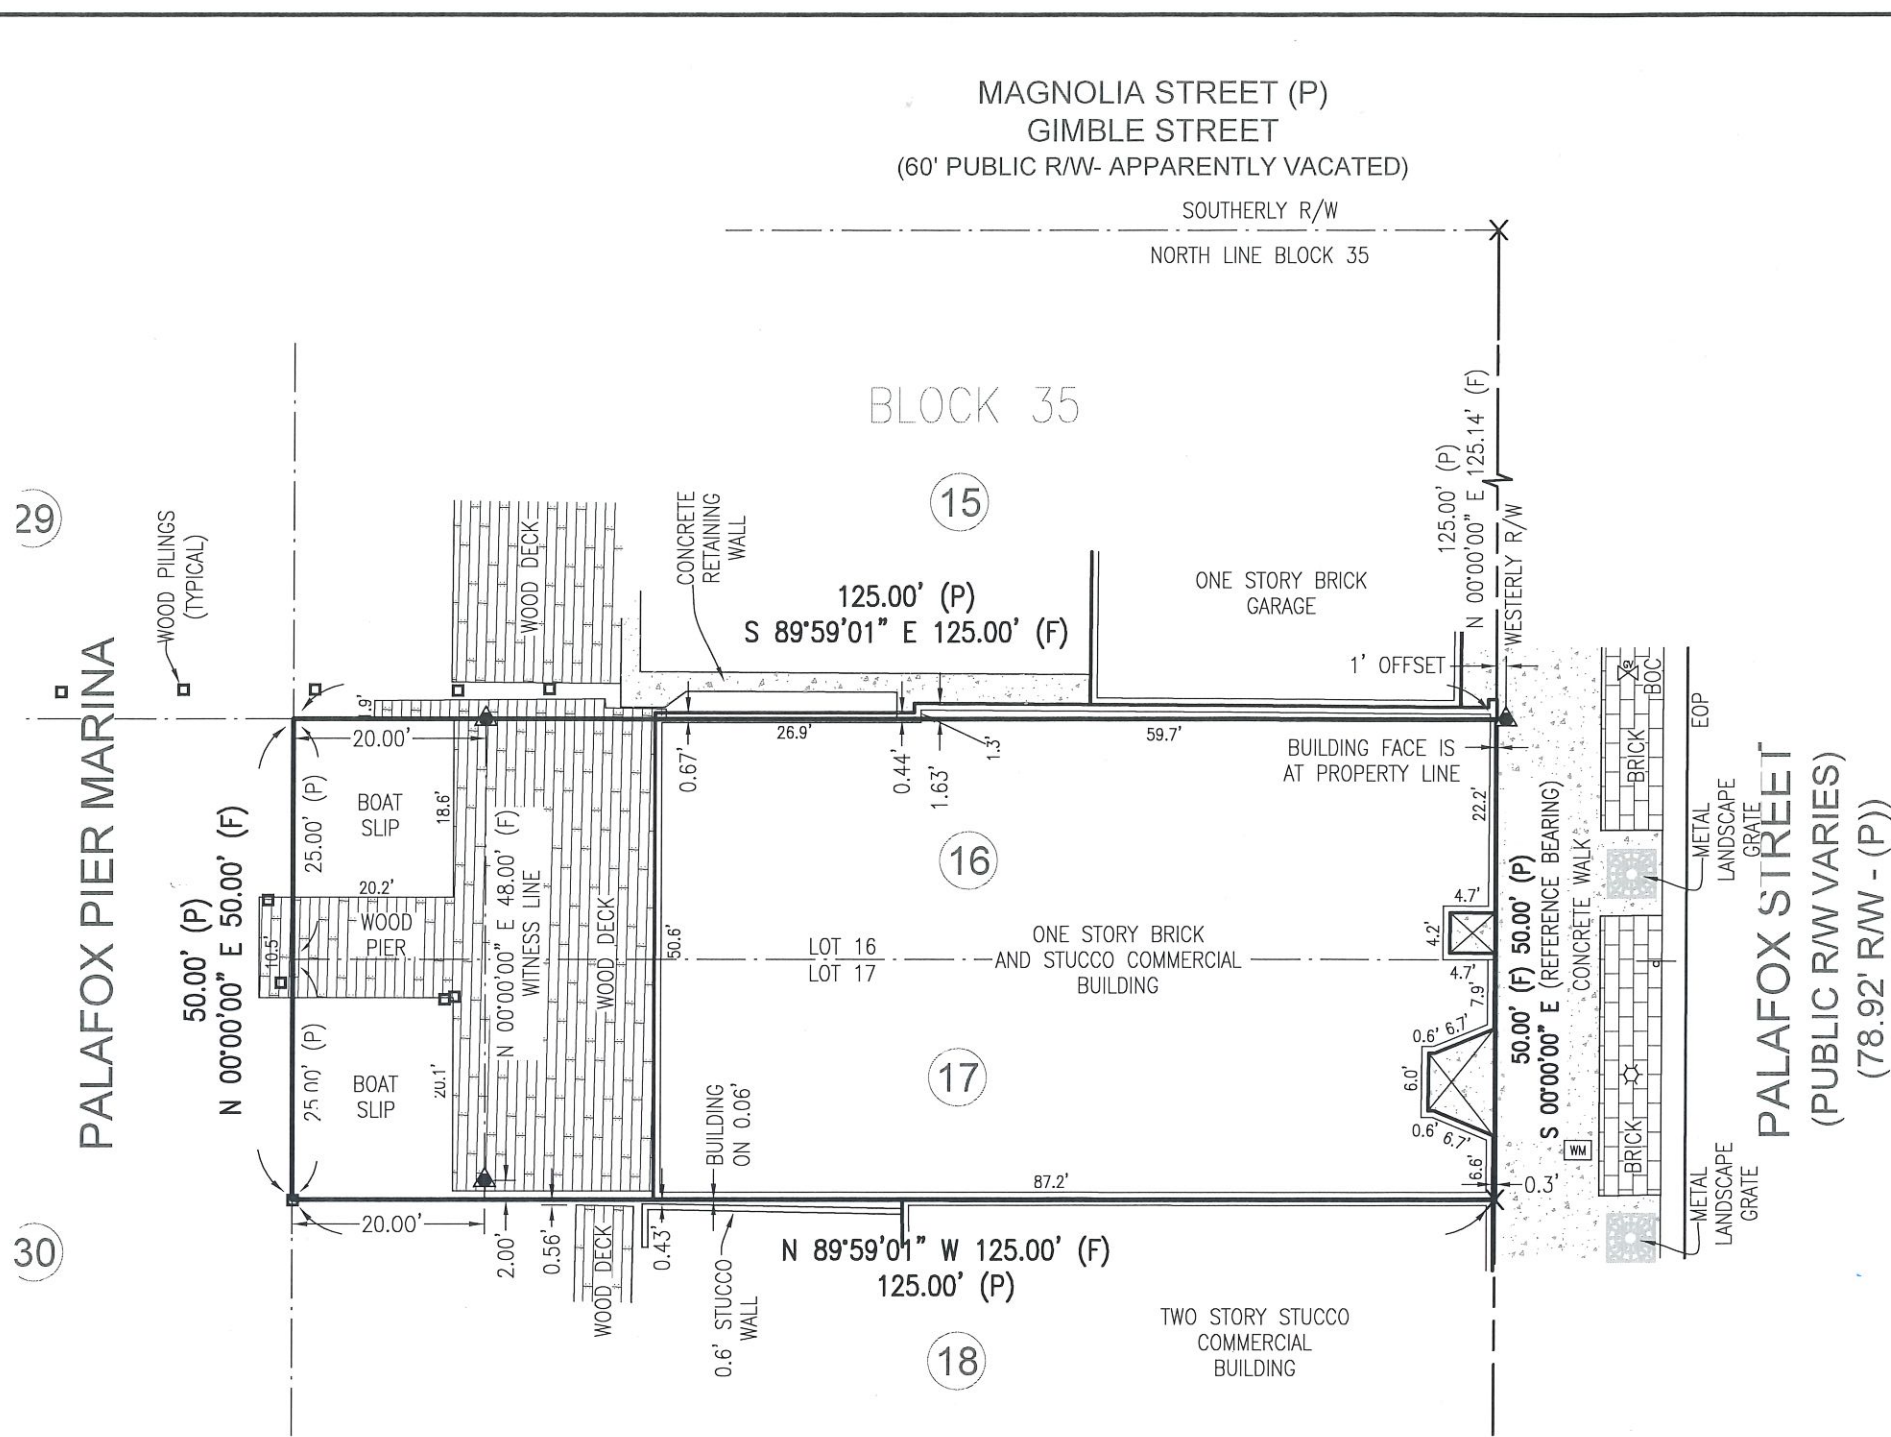 MAGNOLIA STREET (P)
GIMBLE STREET
(60' PUBLIC R/W- APPARENTLY VACATED)
SOUTHERLY R/W
NORTH LINE BLOCK 35
BLOCK 35
125.00' (P)
N 00°00'00" E 125.14' (F)
WESTERLY R/W
29
WOOD PILINGS
(TYPICAL)
WOOD DECK
CONCRETE
RETAINING
WALL
15
125.00' (P)
S 89°59'01" E 125.00' (F)
ONE STORY BRICK
GARAGE
1' OFFSET
BUILDING FACE IS
AT PROPERTY LINE
BRICK
BOC
EOP
METAL
LANDSCAPE
GRATE
PALAFOX PIER MARINA
50.00' (P)
N 00°00'00" E 50.00' (F)
20.00'
25.00' (P)
BOAT
SLIP
18.6'
20.2'
WOOD
PIER
10.5'
25.00' (P)
BOAT
SLIP
20.1'
20.00'
N 00°00'00" E 48.00' (F)
WITNESS LINE
WOOD DECK
50.6'
0.67'
26.9'
0.44'
1.63'
1.3'
59.7'
22.2'
16
LOT 16
LOT 17
ONE STORY BRICK
AND STUCCO COMMERCIAL
BUILDING
4.7'
4.2'
4.7'
7.9'
0.6'
6.7'
6.0'
0.6'
6.7'
6.6'
17
BUILDING
ON 0.06'
87.2'
50.00' (F) 50.00' (P)
S 00°00'00" E (REFERENCE BEARING)
CONCRETE WALK
WM
0.3'
BRICK
METAL
LANDSCAPE
GRATE
PALAFOX STREET
(PUBLIC R/W VARIES)
(78.92' R/W - (P))
30
2.00'
0.56'
WOOD DECK
0.43'
0.6' STUCCO
WALL
N 89°59'01" W 125.00' (F)
125.00' (P)
18
TWO STORY STUCCO
COMMERCIAL
BUILDING